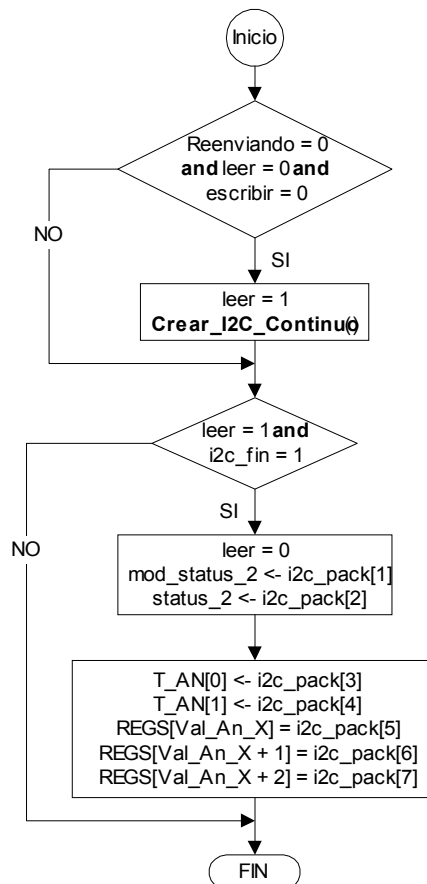 Inicio
Reenviando = 0
and leer = 0 and
escribir = 0
NO
SI
leer = 1
Crear_I2C_Continuo()
leer = 1 and
i2c_fin = 1
NO
SI
leer = 0
mod_status_2 <- i2c_pack[1]
status_2 <- i2c_pack[2]
T_AN[0] <- i2c_pack[3]
T_AN[1] <- i2c_pack[4]
REGS[Val_An_X] = i2c_pack[5]
REGS[Val_An_X + 1] = i2c_pack[6]
REGS[Val_An_X + 2] = i2c_pack[7]
FIN